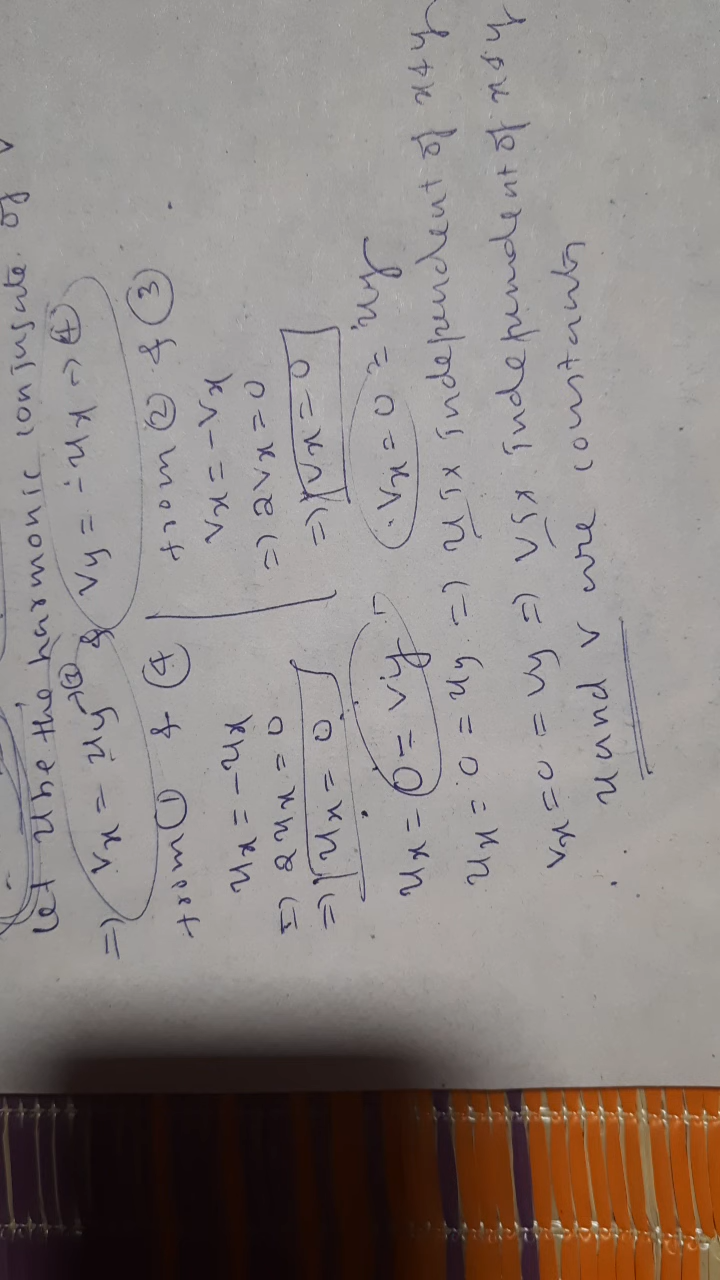 Let u be the harmonic conjugate of v
⇒ vx = uy →③ & vy = -ux →④
from ① & ④
ux = -ux
⇒ 2ux = 0
⇒ ux = 0
from ② & ③
vx = -vx
⇒ 2vx = 0
⇒ vx = 0
ux = 0 = vy, vx = 0 = uy
ux = 0 = uy ⇒ u is independent of x & y
vx = 0 = vy ⇒ v is independent of x & y
u and v are constants